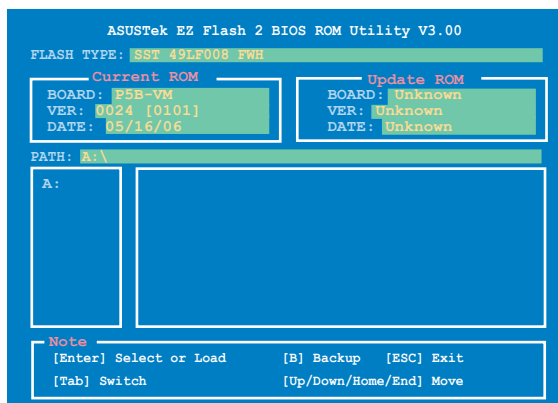 ASUSTek EZ Flash 2 BIOS ROM Utility V3.00
FLASH TYPE: SST 49LF008 FWH
Current ROM
BOARD: P5B-VM
VER: 0024 [0101]
DATE: 05/16/06
Update ROM
BOARD: Unknown
VER: Unknown
DATE: Unknown
PATH: A:\
A:
Note
[Enter] Select or Load [B] Backup [ESC] Exit
[Tab] Switch [Up/Down/Home/End] Move